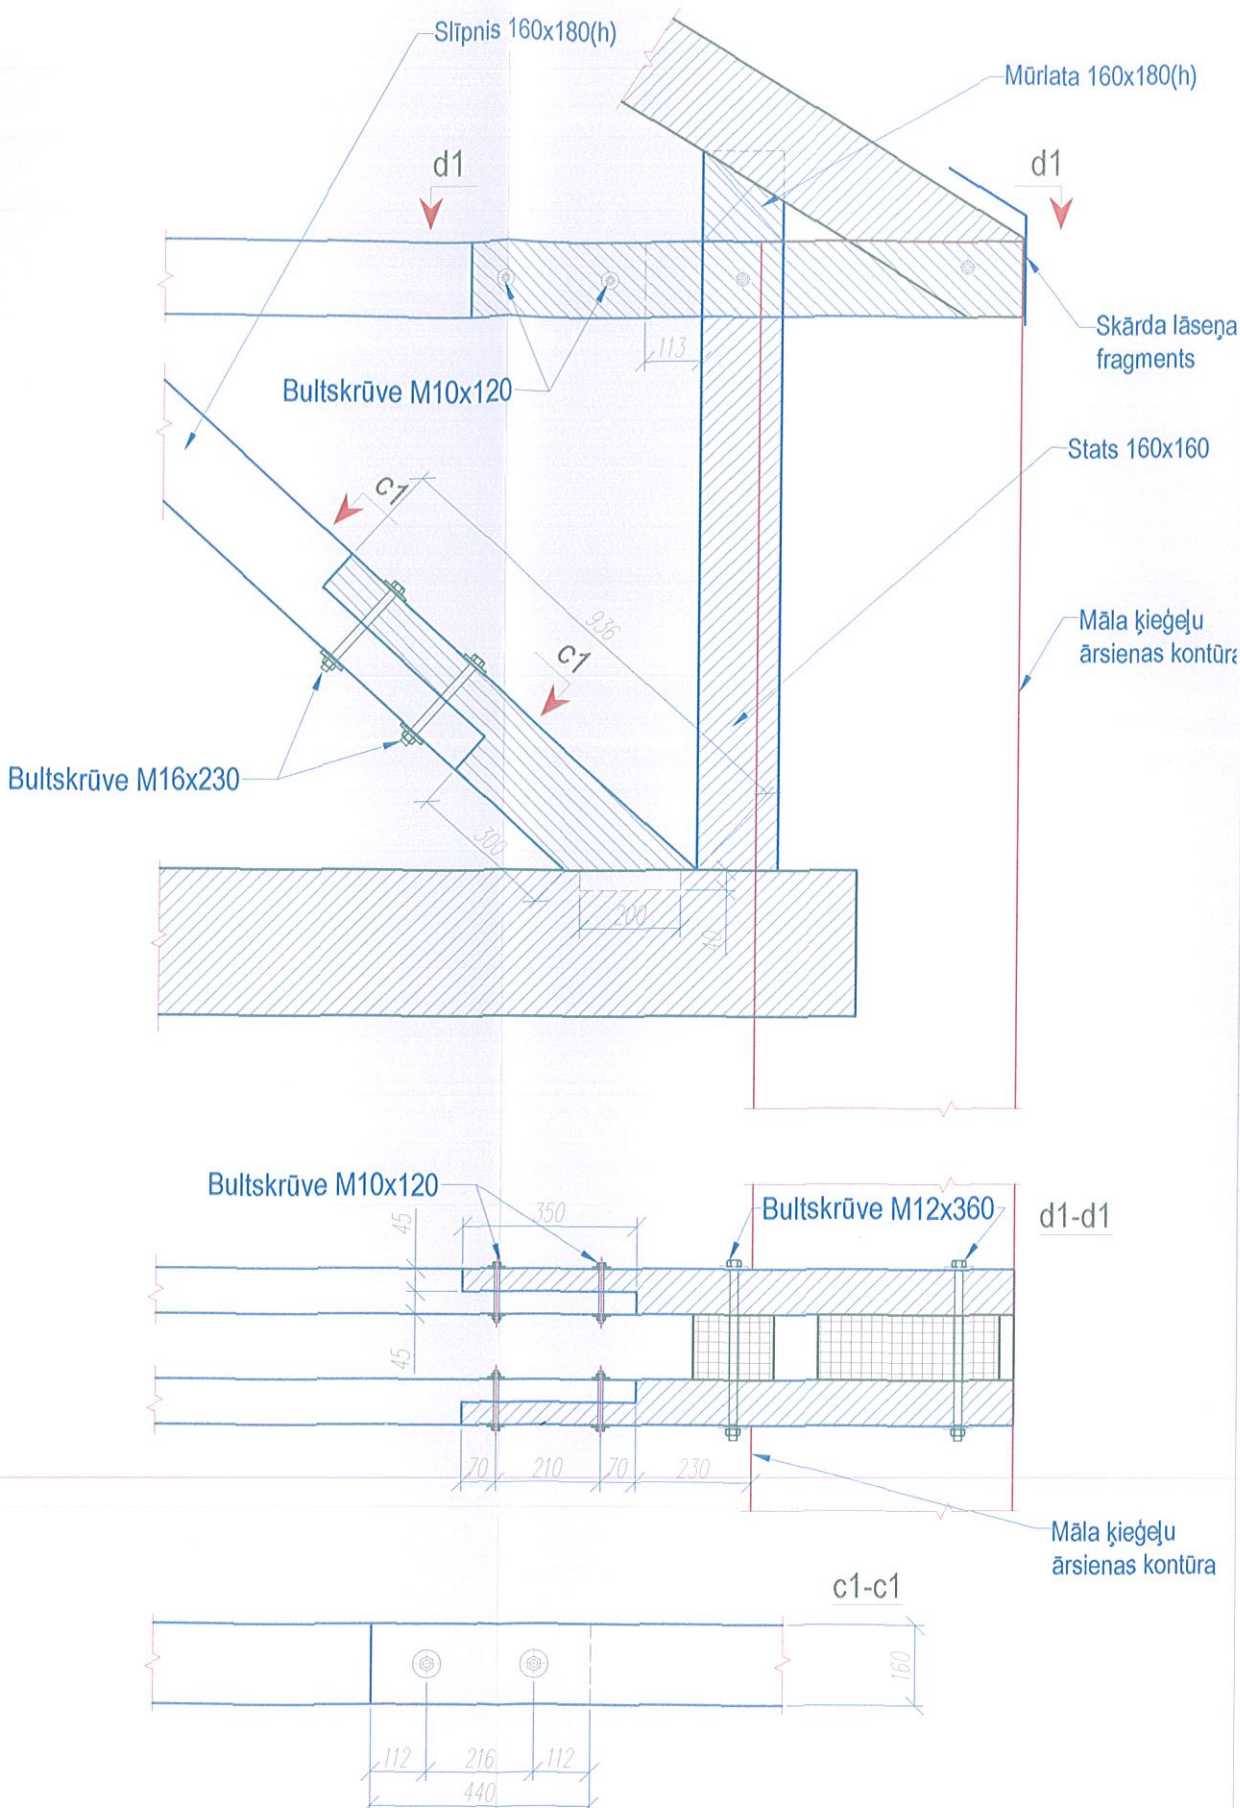 Slīpnis 160x180(h)
Mūrlata 160x180(h)
d1
d1
Skārda lāseņa
fragments
113
Bultskrūve M10x120
Stats 160x160
c1
936
c1
Māla ķieģeļu
ārsienas kontūra
Bultskrūve M16x230
300
200
40
Bultskrūve M10x120
350
Bultskrūve M12x360
d1-d1
45
45
70
210
70
230
Māla ķieģeļu
ārsienas kontūra
c1-c1
160
112
216
112
440